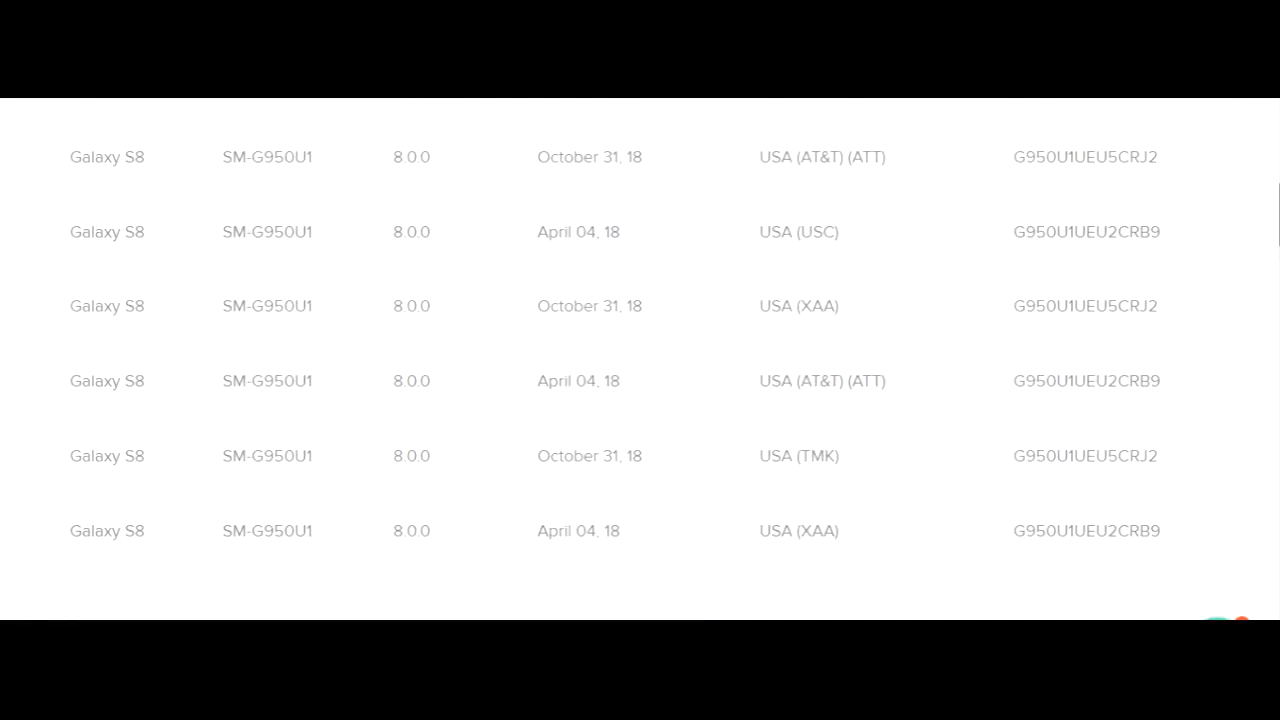 Galaxy S8 SM-G950U1 8.0.0 October 31, 18 USA (AT&T) (ATT) G950U1UEU5CRJ2
Galaxy S8 SM-G950U1 8.0.0 April 04, 18 USA (USC) G950U1UEU2CRB9
Galaxy S8 SM-G950U1 8.0.0 October 31, 18 USA (XAA) G950U1UEU5CRJ2
Galaxy S8 SM-G950U1 8.0.0 April 04, 18 USA (AT&T) (ATT) G950U1UEU2CRB9
Galaxy S8 SM-G950U1 8.0.0 October 31, 18 USA (TMK) G950U1UEU5CRJ2
Galaxy S8 SM-G950U1 8.0.0 April 04, 18 USA (XAA) G950U1UEU2CRB9